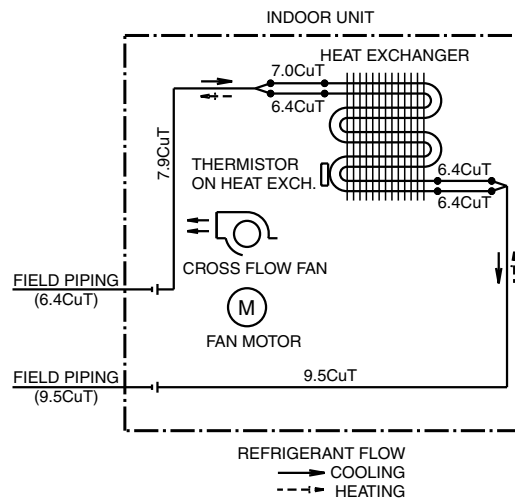 INDOOR UNIT
HEAT EXCHANGER
7.0CuT
6.4CuT
7.9CuT
THERMISTOR
ON HEAT EXCH.
6.4CuT
6.4CuT
CROSS FLOW FAN
FIELD PIPING
(6.4CuT)
M
FAN MOTOR
9.5CuT
FIELD PIPING
(9.5CuT)
REFRIGERANT FLOW
COOLING
HEATING